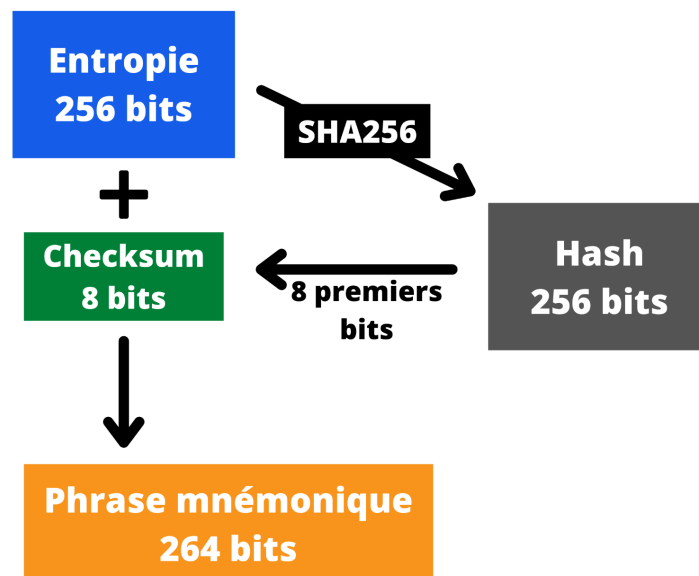 Entropie
256 bits
SHA256
+
Checksum
8 bits
8 premiers
bits
Hash
256 bits
Phrase mnémonique
264 bits